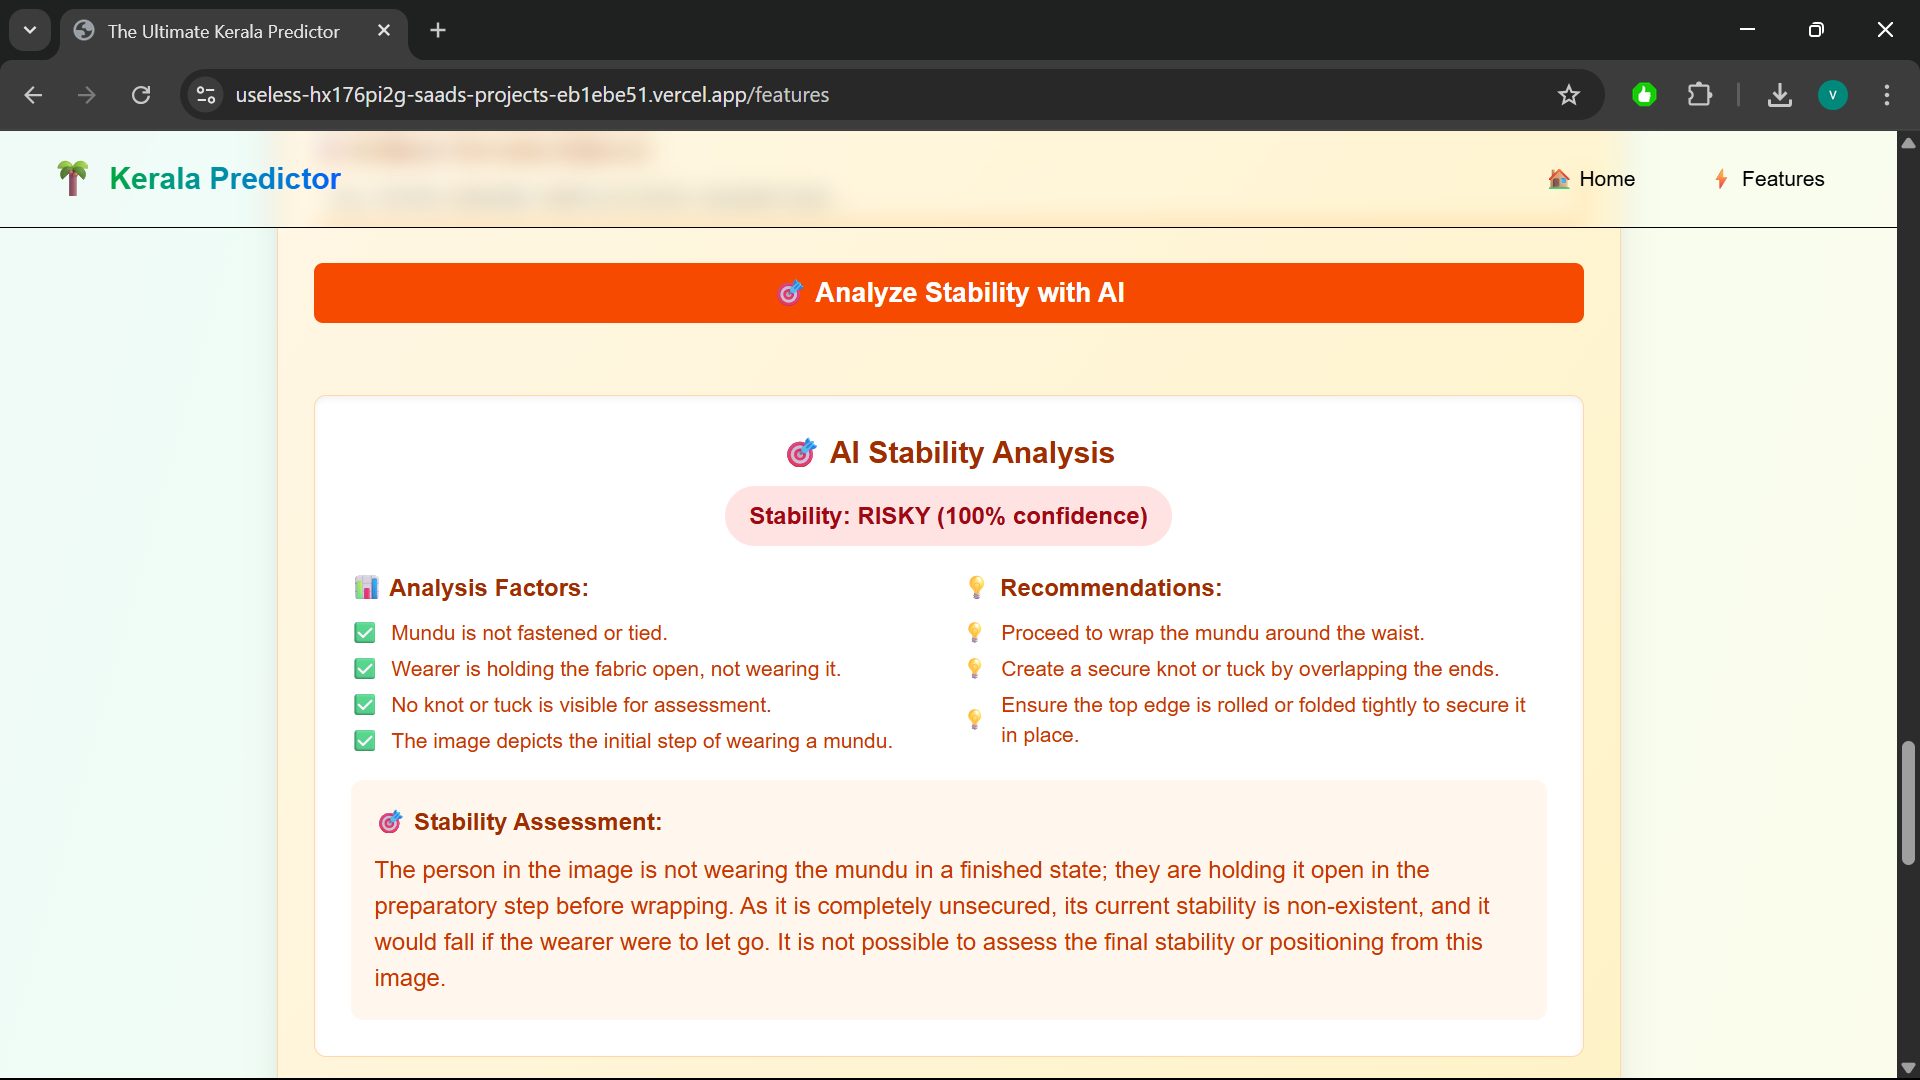 The Ultimate Kerala Predictor
useless-hx176pi2g-saads-projects-eb1ebe51.vercel.app/features
V
Kerala Predictor
Home
Features
Analyze Stability with AI
AI Stability Analysis
Stability: RISKY (100% confidence)
Analysis Factors:
Mundu is not fastened or tied.
Wearer is holding the fabric open, not wearing it.
No knot or tuck is visible for assessment.
The image depicts the initial step of wearing a mundu.
Recommendations:
Proceed to wrap the mundu around the waist.
Create a secure knot or tuck by overlapping the ends.
Ensure the top edge is rolled or folded tightly to secure it
in place.
Stability Assessment:
The person in the image is not wearing the mundu in a finished state; they are holding it open in the
preparatory step before wrapping. As it is completely unsecured, its current stability is non-existent, and it
would fall if the wearer were to let go. It is not possible to assess the final stability or positioning from this
image.